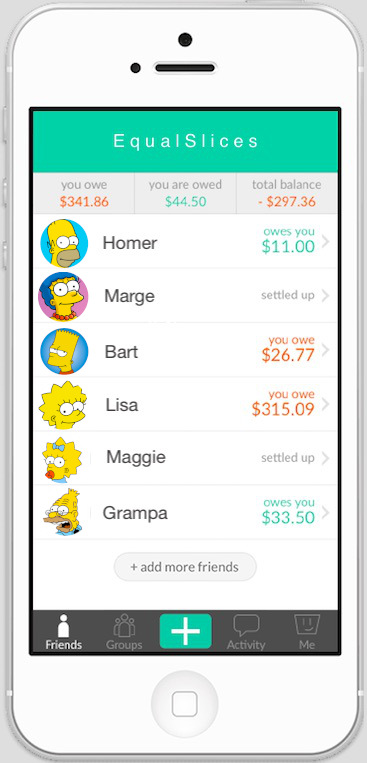 EqualSlices
you owe
$341.86
you are owed
$44.50
total balance
- $297.36
Homer
owes you
$11.00
Marge
settled up
Bart
you owe
$26.77
Lisa
you owe
$315.09
Maggie
settled up
Grampa
owes you
$33.50
+ add more friends
Friends
Groups
Activity
Me